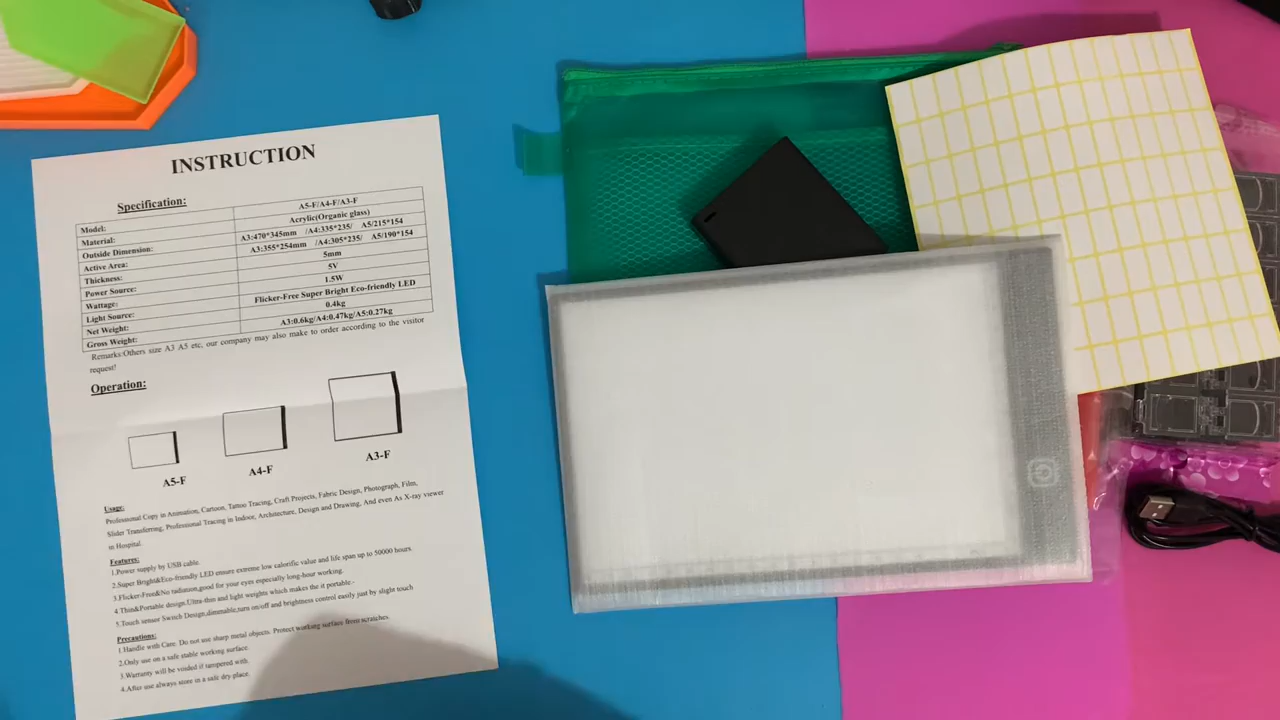 INSTRUCTION
Specification:
Model: A5-F/A4-F/A3-F
Material: Acrylic(Organic glass)
Outside Dimension: A3:470*345mm /A4:335*235/ A5/215*154
Active Area: A3:355*254mm /A4:305*235/ A5/190*154
Thickness: 5mm
Power Source: 5V
Wattage: 1.5W
Light Source: Flicker-Free Super Bright Eco-friendly LED
Net Weight: 0.4kg
Gross Weight: A3:0.6kg/A4:0.47kg/A5:0.27kg
Remarks:Others size A3 A5 etc, our company may also make to order according to the visitor
request!
Operation:
A5-F
A4-F
A3-F
Usage:
Professional Copy in Animation, Cartoon, Tattoo Tracing, Craft Projects, Fabric Design, Photograph, Film,
Slider Transferring, Professional Tracing in Indoor, Architecture, Design and Drawing, And even As X-ray viewer
in Hospital.
Features:
1.Power supply by USB cable.
2.Super Bright&Eco-friendly LED ensure extreme low calorific value and life span up to 50000 hours
3.Flicker-Free&No radiation,good for your eyes especially long-hour working.
4.Thin&Portable design:Ultra-thin and light weights which makes the it portable.
5.Touch sensor Switch Design,dimmable,turn on/off and brightness control easily just by slight touch
Precautions:
1.Handle with Care. Do not use sharp metal objects. Protect working surface from scratches.
2.Only use on a safe stable working surface.
3.Warranty will be voided if tampered with.
4.After use always store in a safe dry place.